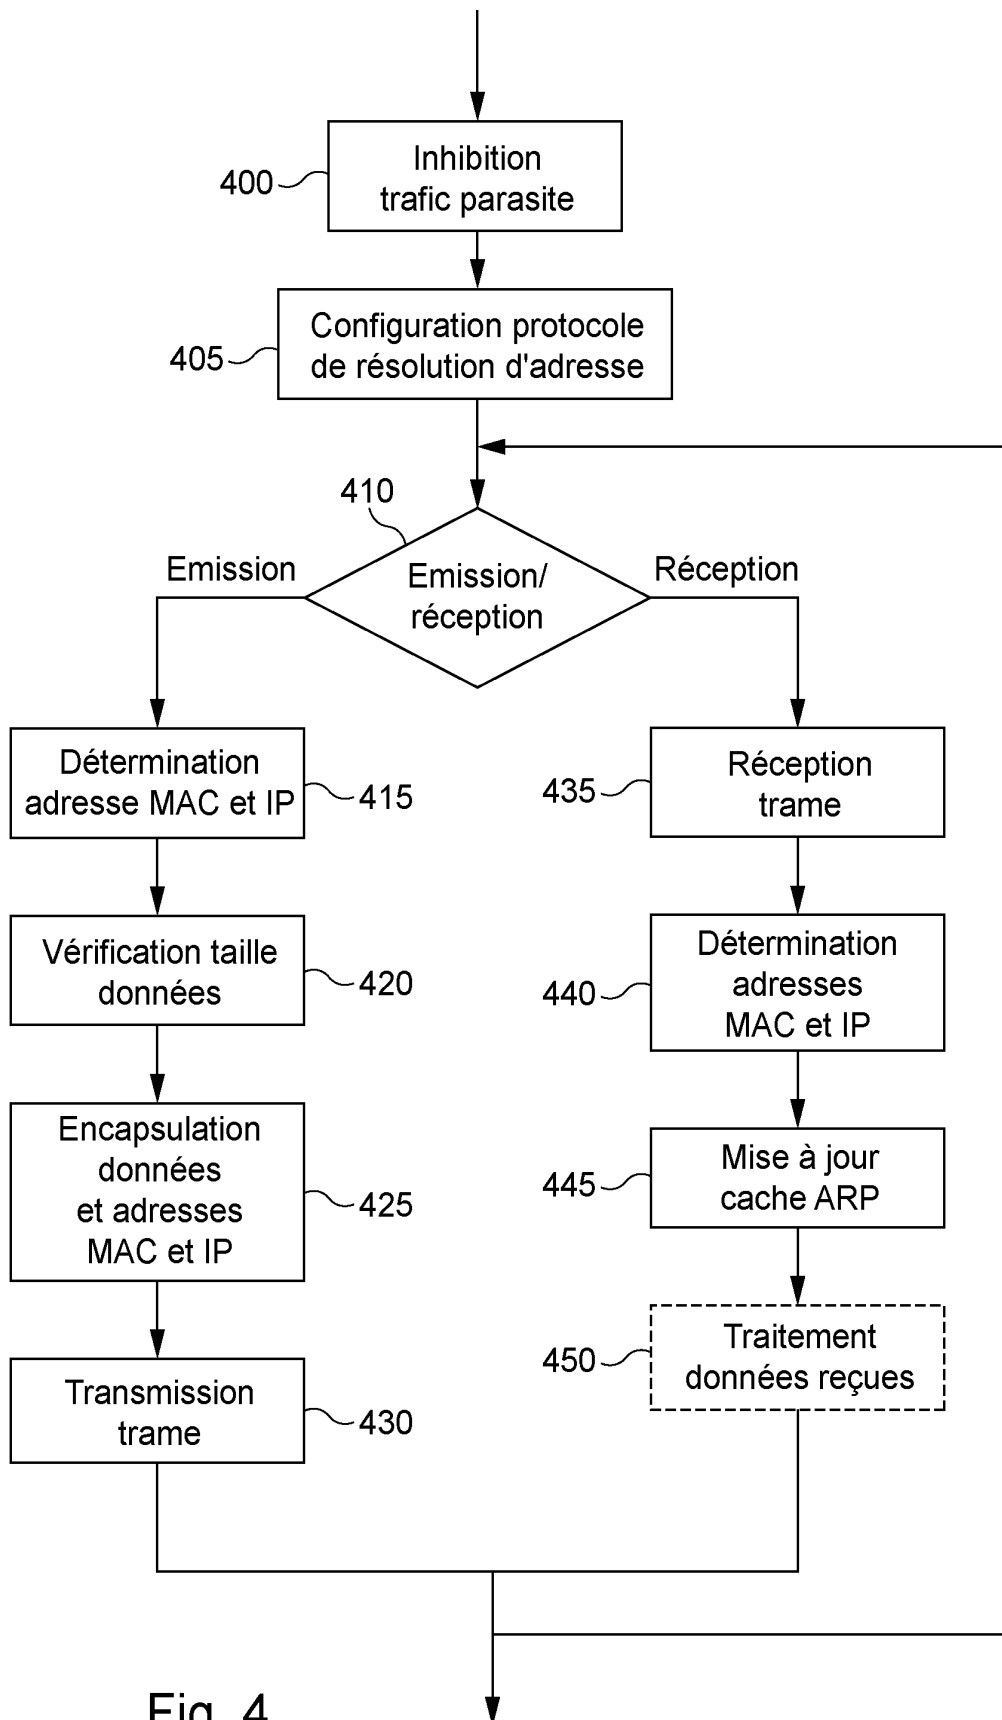 Inhibition
trafic parasite
400
Configuration protocole
de résolution d'adresse
405
410
Emission
Emission/
réception
Réception
Détermination
adresse MAC et IP
415
Vérification taille
données
420
Encapsulation
données
et adresses
MAC et IP
425
Transmission
trame
430
435
Réception
trame
440
Détermination
adresses
MAC et IP
445
Mise à jour
cache ARP
450
Traitement
données reçues
Fig. 4